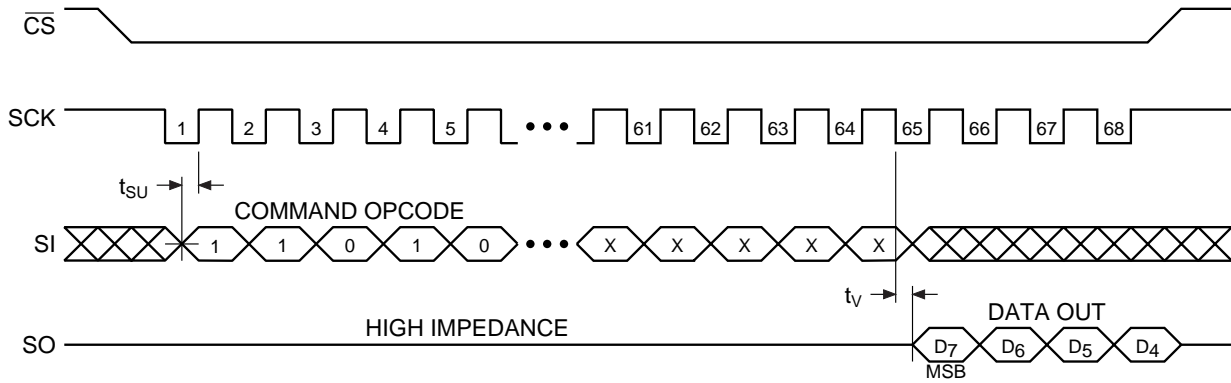 CS
SCK
1 2 3 4 5 ••• 61 62 63 64 65 66 67 68
tSU
COMMAND OPCODE
SI
1 1 0 1 0 ••• X X X X X
tV
DATA OUT
HIGH IMPEDANCE
SO
D7 D6 D5 D4
MSB